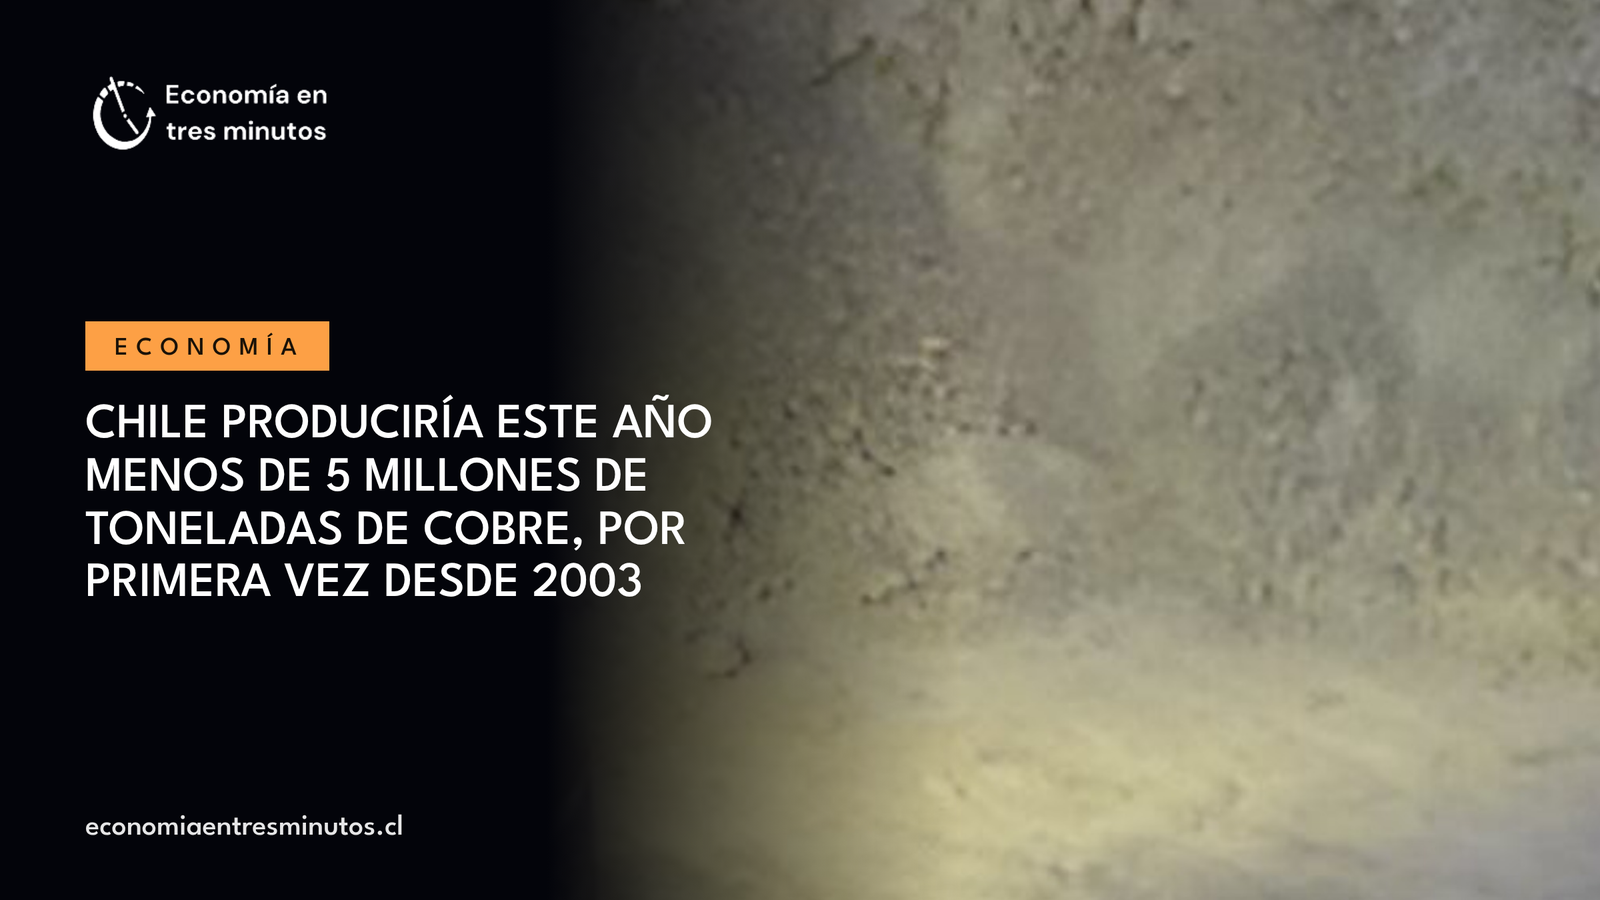 Economía en
tres minutos
ECONOMÍA
CHILE PRODUCIRÍA ESTE AÑO
MENOS DE 5 MILLONES DE
TONELADAS DE COBRE, POR
PRIMERA VEZ DESDE 2003
economiaentresminutos.cl